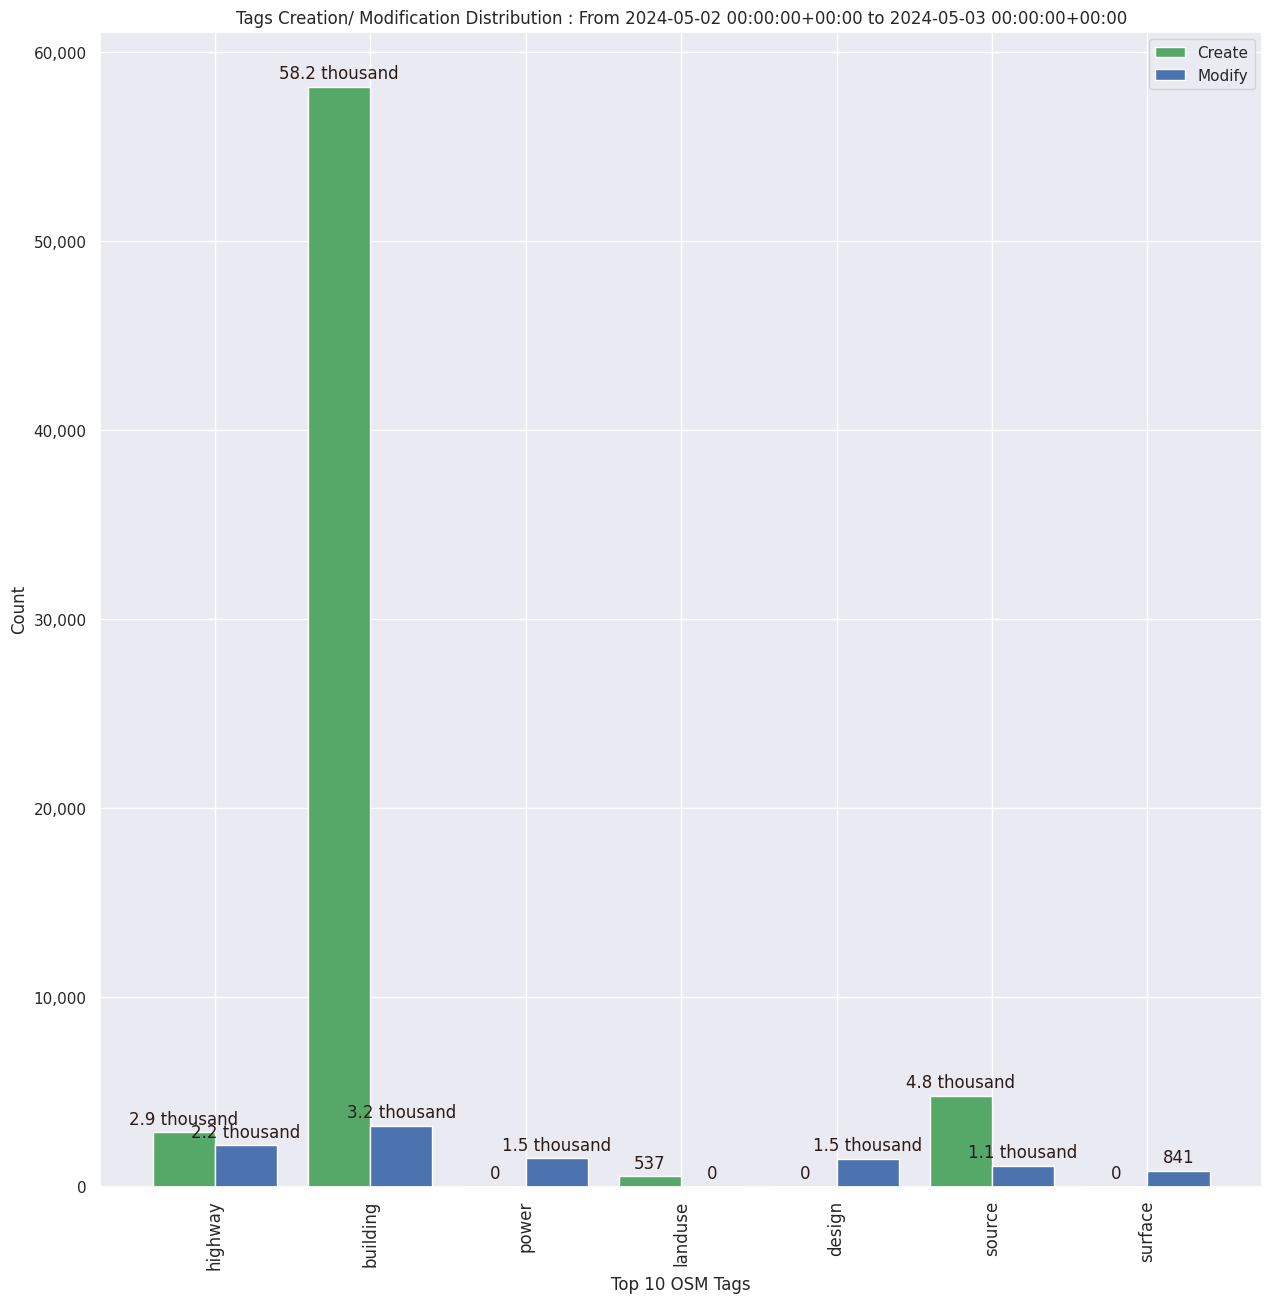 Tags Creation/ Modification Distribution : From 2024-05-02 00:00:00+00:00 to 2024-05-03 00:00:00+00:00
Create
Modify
60,000
50,000
40,000
30,000
20,000
10,000
0
Count
2.9 thousand
2.2 thousand
58.2 thousand
3.2 thousand
0
1.5 thousand
537
0
0
1.5 thousand
4.8 thousand
1.1 thousand
0
841
highway
building
power
landuse
design
source
surface
Top 10 OSM Tags